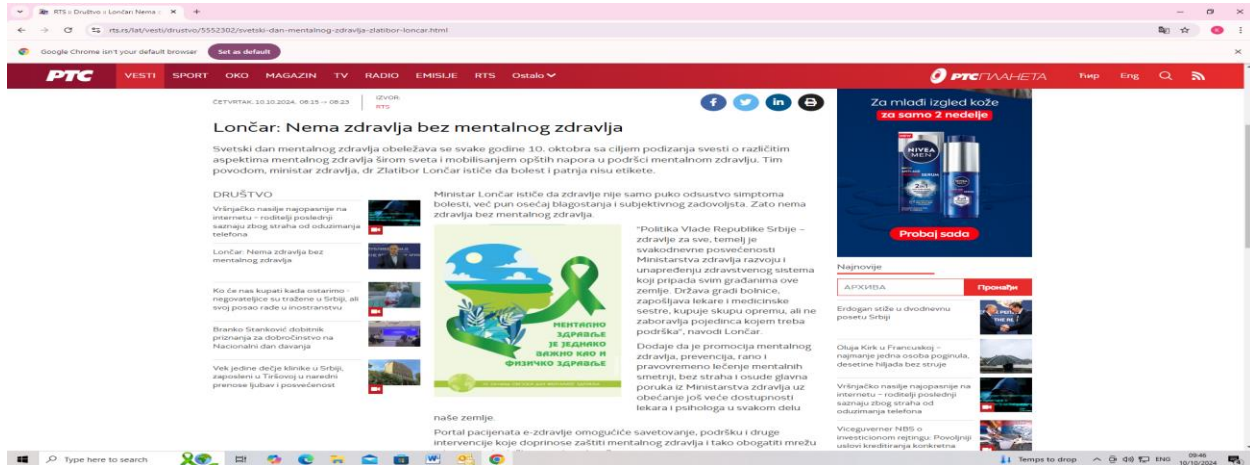 RTS :: Društvo :: Lončar: Nema z
rts.rs/lat/vesti/drustvo/5552302/svetski-dan-mentalnog-zdravlja-zlatibor-loncar.html
Google Chrome isn't your default browser
Set as default
РТС VESTI SPORT OKO MAGAZIN TV RADIO EMISIJE RTS Ostalo
РТС ПЛАНЕТА Ћир Eng
ČETVRTAK, 10.10.2024, 08:15 -> 08:23
IZVOR:
RTS
Lončar: Nema zdravlja bez mentalnog zdravlja
Svetski dan mentalnog zdravlja obeležava se svake godine 10. oktobra sa ciljem podizanja svesti o različitim
aspektima mentalnog zdravlja širom sveta i mobilisanjem opštih napora u podršci mentalnom zdravlju. Tim
povodom, ministar zdravlja, dr Zlatibor Lončar ističe da bolest i patnja nisu etikete.
DRUŠTVO
Vršnjačko nasilje najopasnije na
internetu – roditelji poslednji
saznaju zbog straha od oduzimanja
telefona
Lončar: Nema zdravlja bez
mentalnog zdravlja
Ko će nas kupati kada ostarimo -
negovateljice su tražene u Srbiji, ali
svoj posao rade u inostranstvu
Branko Stanković dobitnik
priznanja za dobročinstvo na
Nacionalni dan davanja
Vek jedine dečje klinike u Srbiji,
zaposleni u Tiršovoj u naredni
prenose ljubav i posvećenost
Ministar Lončar ističe da zdravlje nije samo puko odsustvo simptoma
bolesti, već pun osećaj blagostanja i subjektivnog zadovoljsta. Zato nema
zdravlja bez mentalnog zdravlja.
МЕНТАЛНО
ЗДРАВЉЕ
ЈЕ ЈЕДНАКО
ВАЖНО КАО И
ФИЗИЧКО ЗДРАВЉЕ
"Politika Vlade Republike Srbije –
zdravlje za sve, temelj je
svakodnevne posvećenosti
Ministarstva zdravlja razvoju i
unapređenju zdravstvenog sistema
koji pripada svim građanima ove
zemlje. Država gradi bolnice,
zapošljava lekare i medicinske
sestre, kupuje skupu opremu, ali ne
zaboravlja pojedinca kojem treba
podrška", navodi Lončar.
Dodaje da je promocija mentalnog
zdravlja, prevencija, rano i
pravovremeno lečenje mentalnih
smetnji, bez straha i osude glavna
poruka iz Ministarstva zdravlja uz
obećanje još veće dostupnosti
lekara i psihologa u svakom delu
naše zemlje.
Portal pacijenata e-zdravlje omogućiće savetovanje, podršku i druge
intervencije koje doprinose zaštiti mentalnog zdravlja i tako obogatiti mrežu
Za mlađi izgled kože
za samo 2 nedelje
NIVEA
MEN
2in1
Probaj sada
Najnovije
АРХИВА
Пронађи
Erdogan stiže u dvodnevnu
posetu Srbiji
Oluja Kirk u Francuskoj –
najmanje jedna osoba poginula,
desetine hiljada bez struje
Vršnjačko nasilje najopasnije na
internetu – roditelji poslednji
saznaju zbog straha od
oduzimanja telefona
Viceguverner NBS o
investicionom rejtingu: Povoljniji
uslovi kreditiranja konkretna
Type here to search
Temps to drop
ENG
09:46
10/10/2024